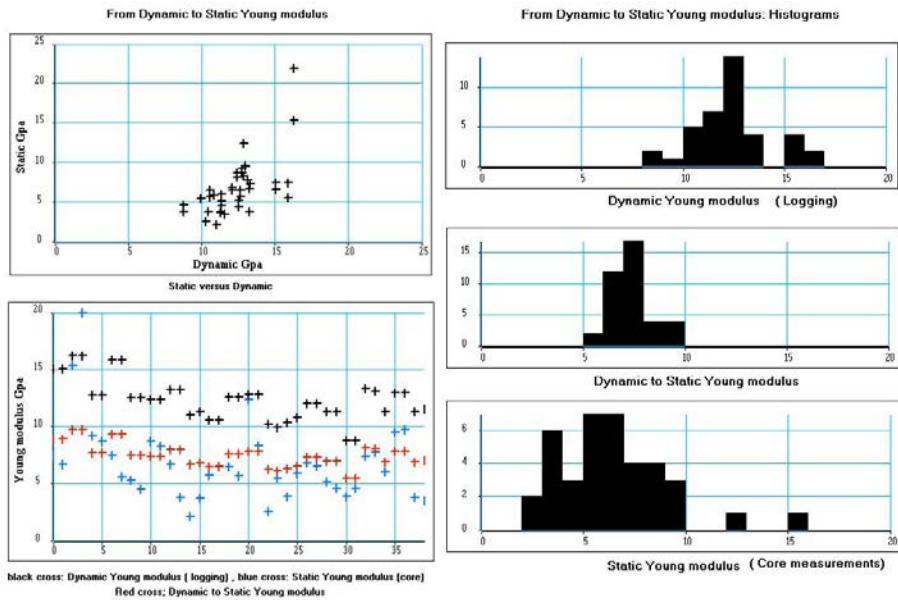 From Dynamic to Static Young modulus
25
20
15
10
5
0
Static Gpa
0 5 10 15 20 25
Dynamic Gpa
Static versus Dynamic
20
15
10
5
0
Young modulus Gpa
0 5 10 15 20 25 30 35
black cross: Dynamic Young modulus ( logging) , blue cross: Static Young modulus (core)
Red cross; Dynamic to Static Young modulus
From Dynamic to Static Young modulus: Histograms
10
5
0
0 5 10 15 20
Dynamic Young modulus ( Logging)
15
10
5
0
0 5 10 15 20
Dynamic to Static Young modulus
6
4
2
0
0 5 10 15 20
Static Young modulus ( Core measurements)